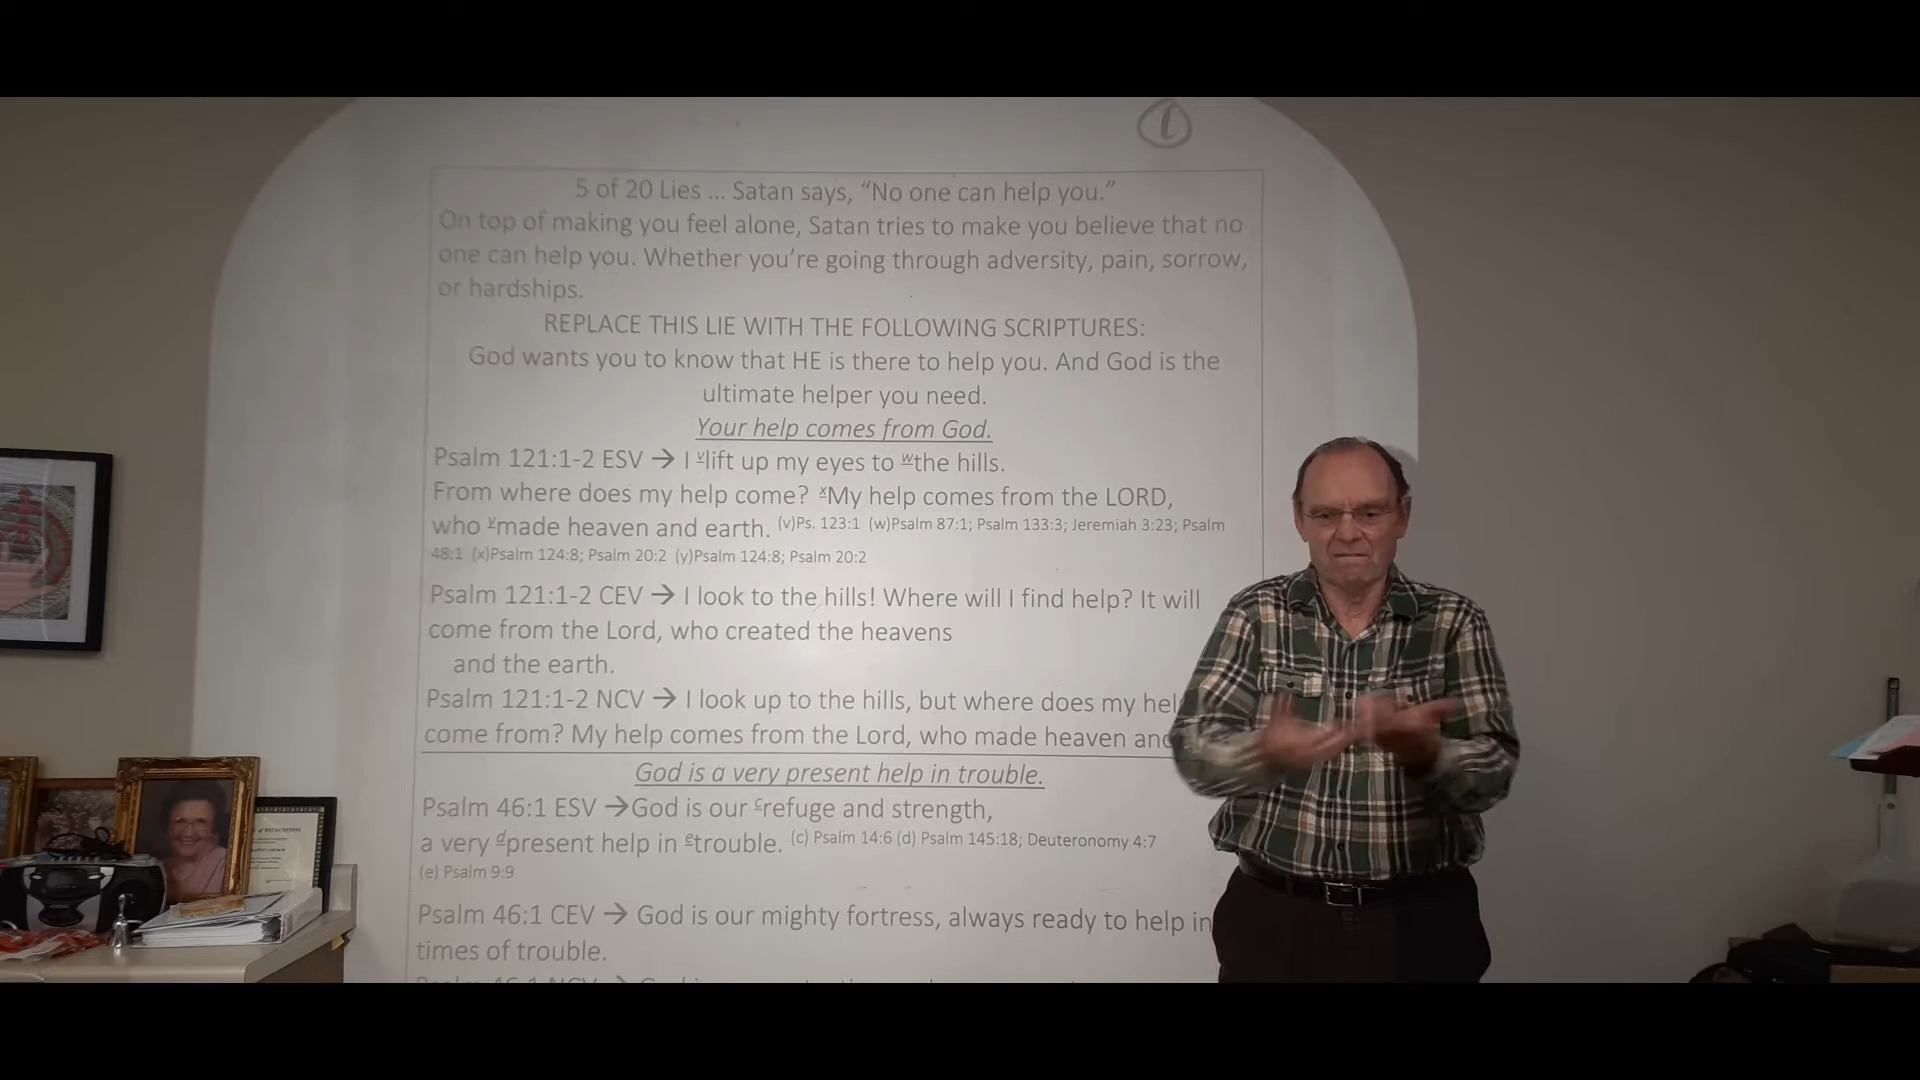 1
5 of 20 Lies ... Satan says, “No one can help you.”
On top of making you feel alone, Satan tries to make you believe that no
one can help you. Whether you’re going through adversity, pain, sorrow,
or hardships.
REPLACE THIS LIE WITH THE FOLLOWING SCRIPTURES:
God wants you to know that HE is there to help you. And God is the
ultimate helper you need.
Your help comes from God.
Psalm 121:1-2 ESV → I vlift up my eyes to wthe hills.
From where does my help come? xMy help comes from the LORD,
who ymade heaven and earth. (v)Ps. 123:1 (w)Psalm 87:1; Psalm 133:3; Jeremiah 3:23; Psalm
48:1 (x)Psalm 124:8; Psalm 20:2 (y)Psalm 124:8; Psalm 20:2
Psalm 121:1-2 CEV → I look to the hills! Where will I find help? It will
come from the Lord, who created the heavens
and the earth.
Psalm 121:1-2 NCV → I look up to the hills, but where does my hel
come from? My help comes from the Lord, who made heaven and
God is a very present help in trouble.
Psalm 46:1 ESV →God is our crefuge and strength,
a very dpresent help in etrouble. (c) Psalm 14:6 (d) Psalm 145:18; Deuteronomy 4:7
(e) Psalm 9:9
Psalm 46:1 CEV → God is our mighty fortress, always ready to help in
times of trouble.